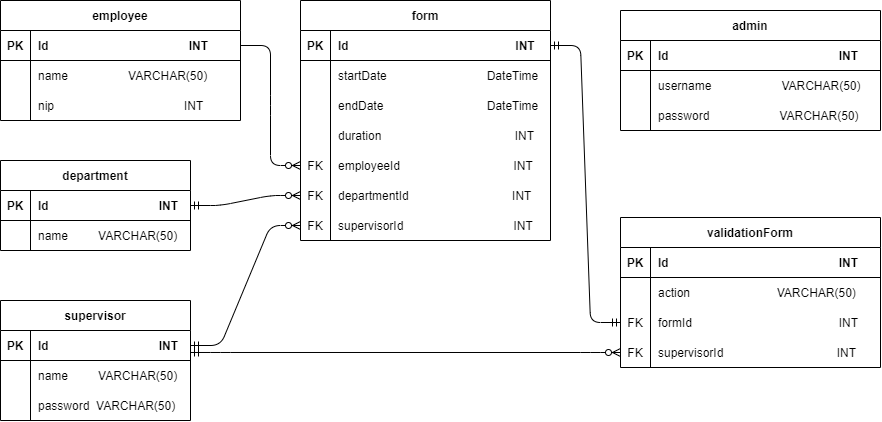 employee
PK Id INT
name VARCHAR(50)
nip INT
department
PK Id INT
name VARCHAR(50)
supervisor
PK Id INT
name VARCHAR(50)
password VARCHAR(50)
form
PK Id INT
startDate DateTime
endDate DateTime
duration INT
FK employeeId INT
FK departmentId INT
FK supervisorId INT
admin
PK Id INT
username VARCHAR(50)
password VARCHAR(50)
validationForm
PK Id INT
action VARCHAR(50)
FK formId INT
FK supervisorId INT